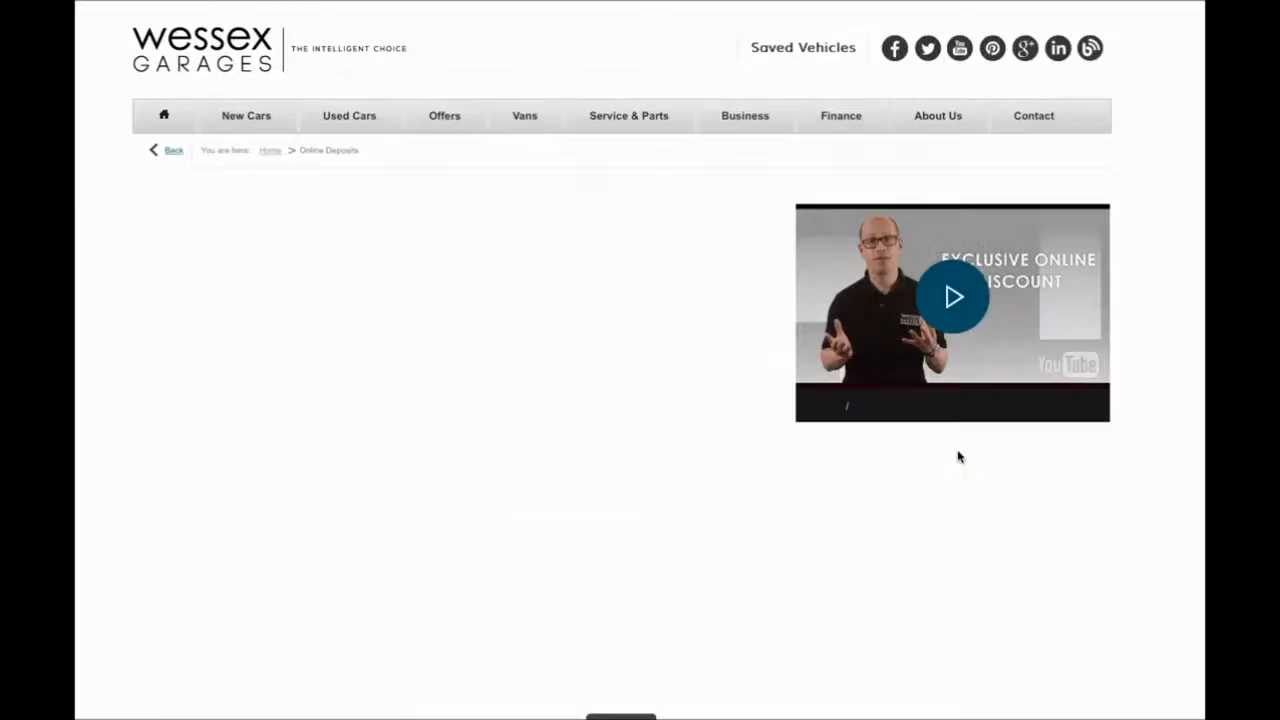 wessex
GARAGES
THE INTELLIGENT CHOICE
Saved Vehicles
New Cars Used Cars Offers Vans Service & Parts Business Finance About Us Contact
Back You are here: Home > Online Deposits
EXCLUSIVE ONLINE
DISCOUNT
YouTube
/